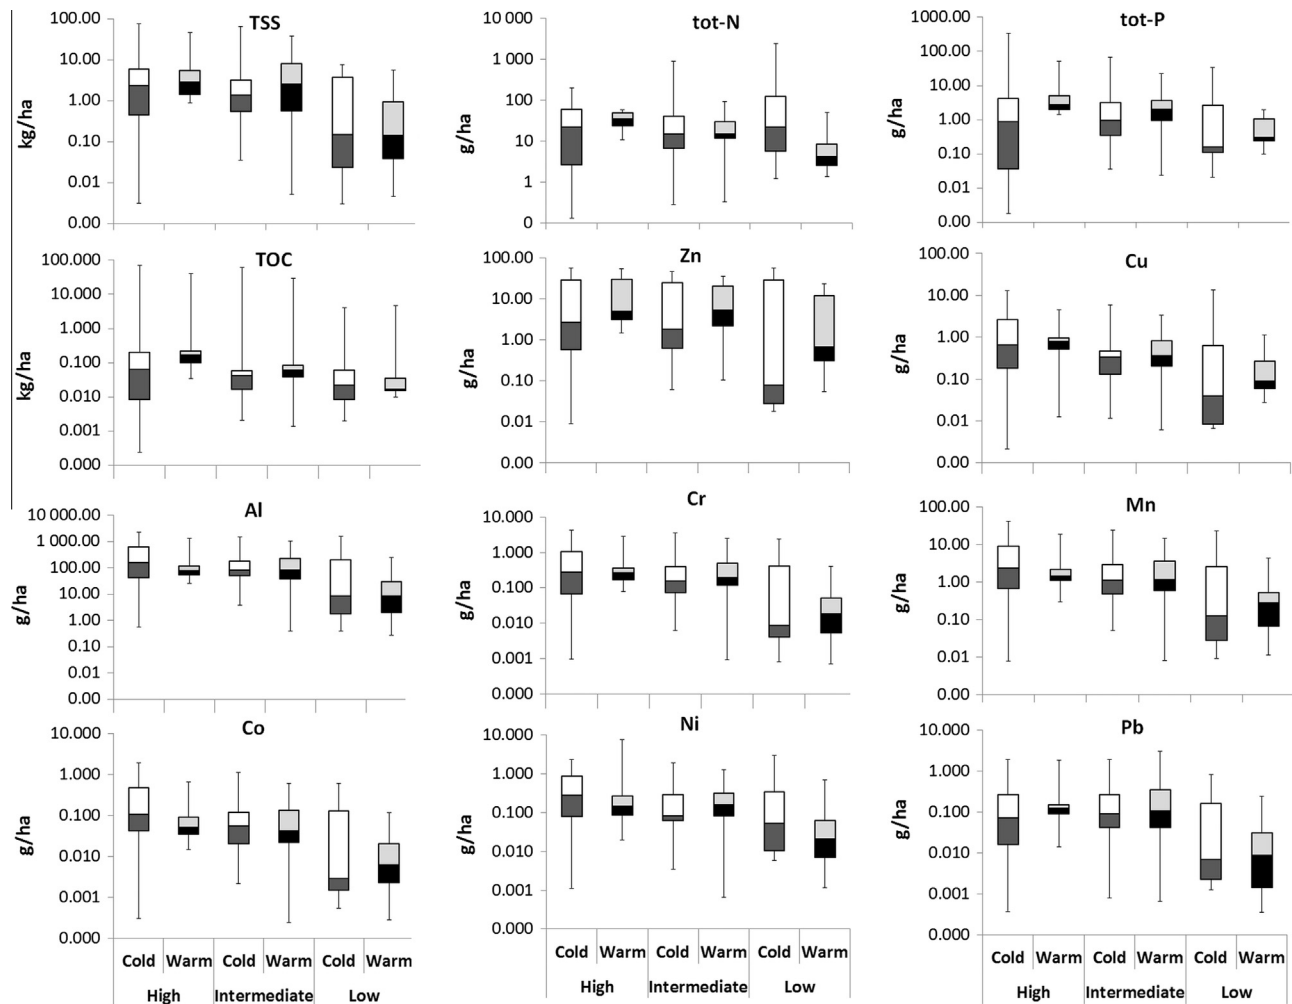 TSS
kg/ha
100.00
10.00
1.00
0.10
0.01
0.00
tot-N
g/ha
10 000
1 000
100
10
1
0
tot-P
g/ha
1000.00
100.00
10.00
1.00
0.10
0.01
0.00
TOC
kg/ha
100.000
10.000
1.000
0.100
0.010
0.001
0.000
Zn
g/ha
100.00
10.00
1.00
0.10
0.01
0.00
Cu
g/ha
100.00
10.00
1.00
0.10
0.01
0.00
Al
g/ha
10 000.00
1 000.00
100.00
10.00
1.00
0.10
0.01
0.00
Cr
g/ha
10.000
1.000
0.100
0.010
0.001
0.000
Mn
g/ha
100.00
10.00
1.00
0.10
0.01
0.00
Co
g/ha
10.000
1.000
0.100
0.010
0.001
0.000
Cold Warm Cold Warm Cold Warm
High Intermediate Low
Ni
g/ha
10.000
1.000
0.100
0.010
0.001
0.000
Cold Warm Cold Warm Cold Warm
High Intermediate Low
Pb
g/ha
10.000
1.000
0.100
0.010
0.001
0.000
Cold Warm Cold Warm Cold Warm
High Intermediate Low